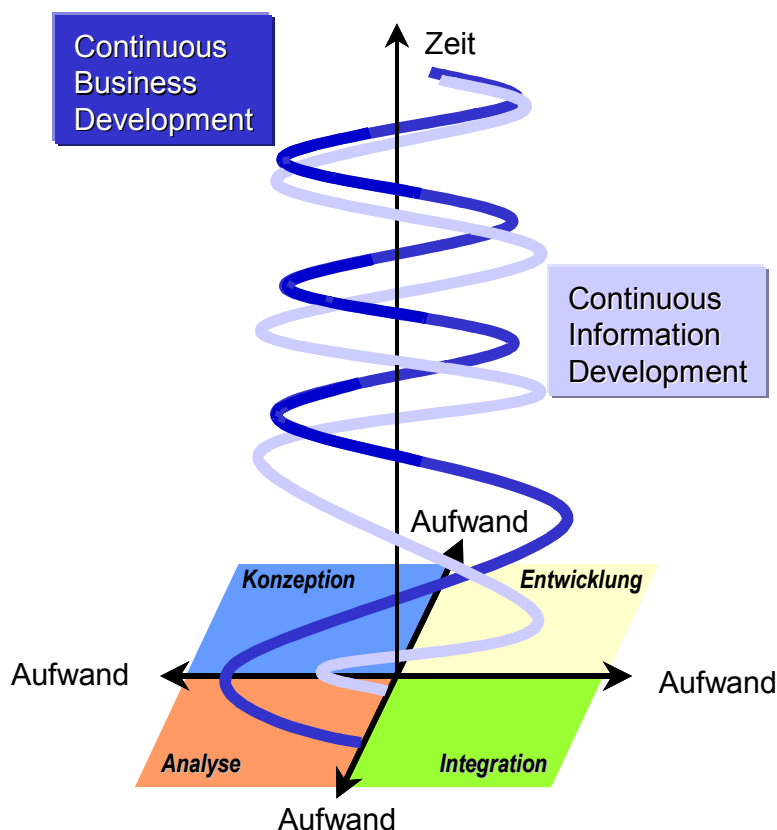 Continuous
Business
Development
Zeit
Continuous
Information
Development
Aufwand
Konzeption
Entwicklung
Aufwand
Aufwand
Analyse
Integration
Aufwand